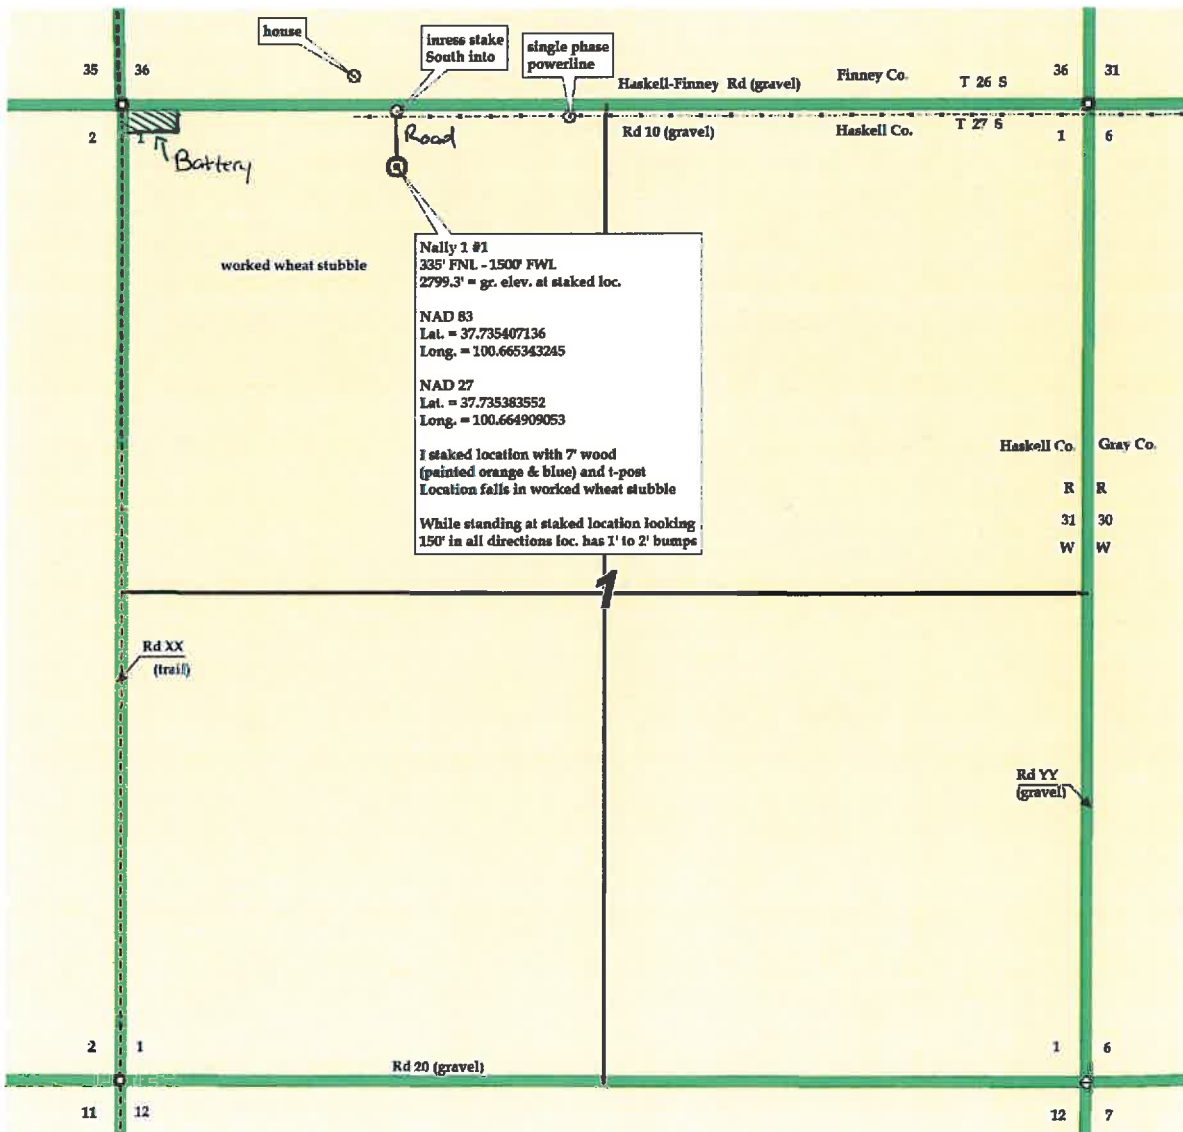 house
inress stake
South into
single phase
powerline
35 36
Haskell-Finney Rd (gravel)
Finney Co.
T 26 S
36 31
2 1
Battery
Road
Rd 10 (gravel)
Haskell Co.
T 27 S
1 6
worked wheat stubble
Nally 1 #1
335' FNL - 1500' FWL
2799.3' = gr. elev. at staked loc.
NAD 83
Lat. = 37.735407136
Long. = 100.665343245
NAD 27
Lat. = 37.735383552
Long. = 100.664909053
I staked location with 7' wood
(painted orange & blue) and t-post
Location falls in worked wheat stubble
While standing at staked location looking
150' in all directions loc. has 1' to 2' bumps
Haskell Co. Gray Co.
R R
31 30
W W
1
Rd XX
(trail)
Rd YY
(gravel)
2 1
Rd 20 (gravel)
1 6
11 12
12 7